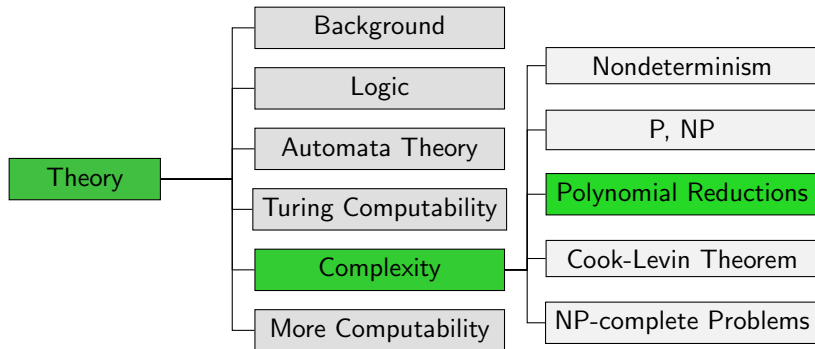 Theory
Background
Logic
Automata Theory
Turing Computability
Complexity
More Computability
Nondeterminism
P, NP
Polynomial Reductions
Cook-Levin Theorem
NP-complete Problems